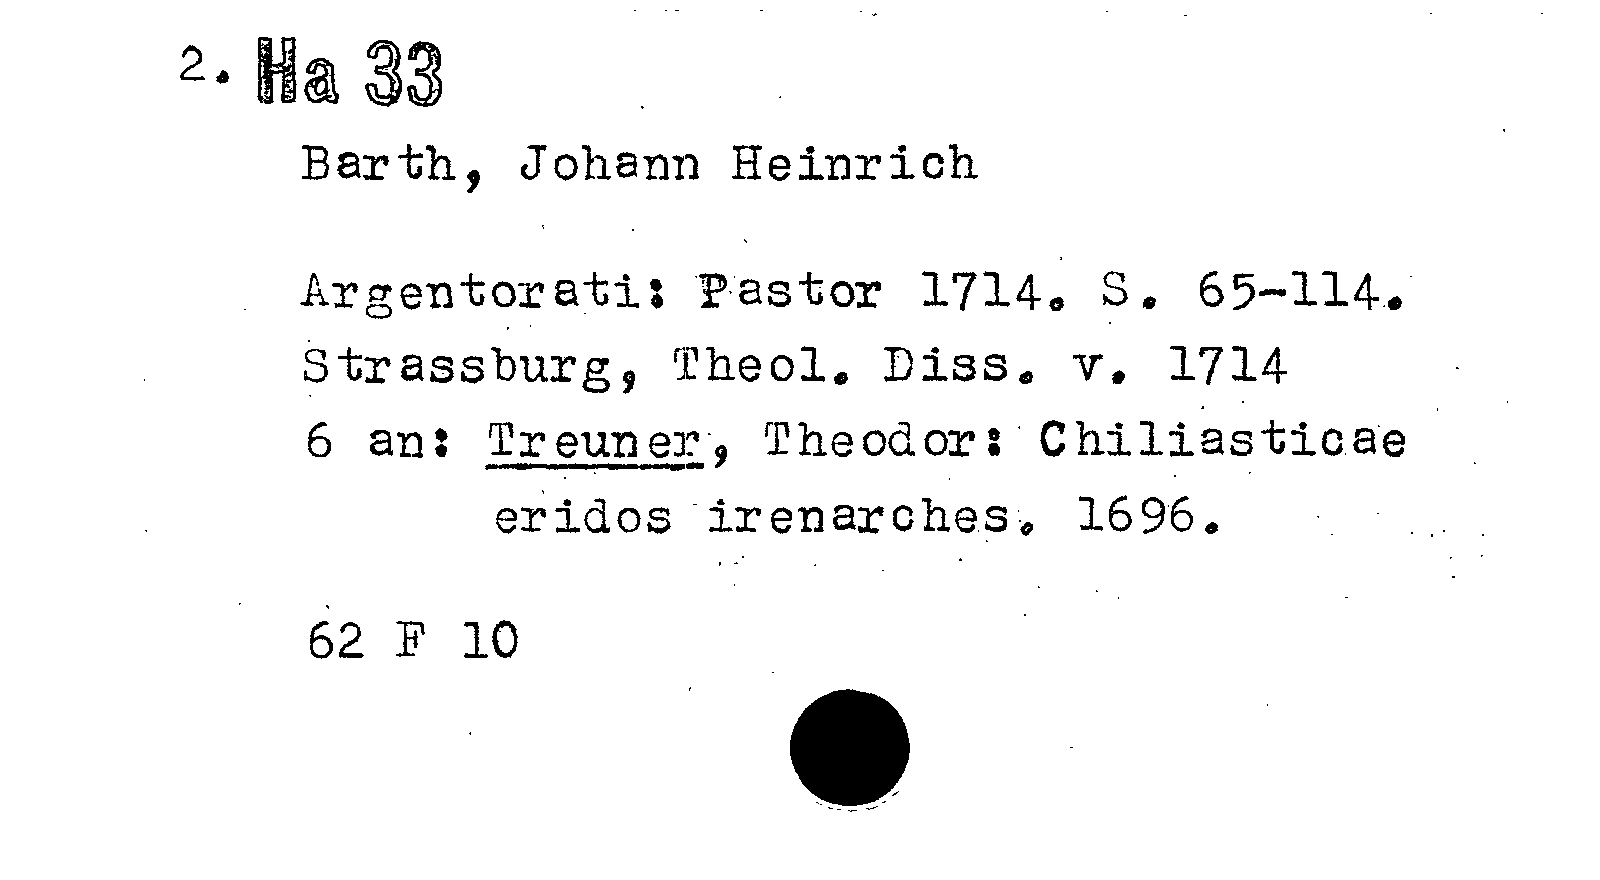 2. Ha 33
Barth, Johann Heinrich
Argentorati: Pastor 1714. S. 65-114.
Strassburg, Theol. Diss. v. 1714
6 an: Treuner, Theodor: Chiliasticae
eridos irenarches. 1696.
62 F 10